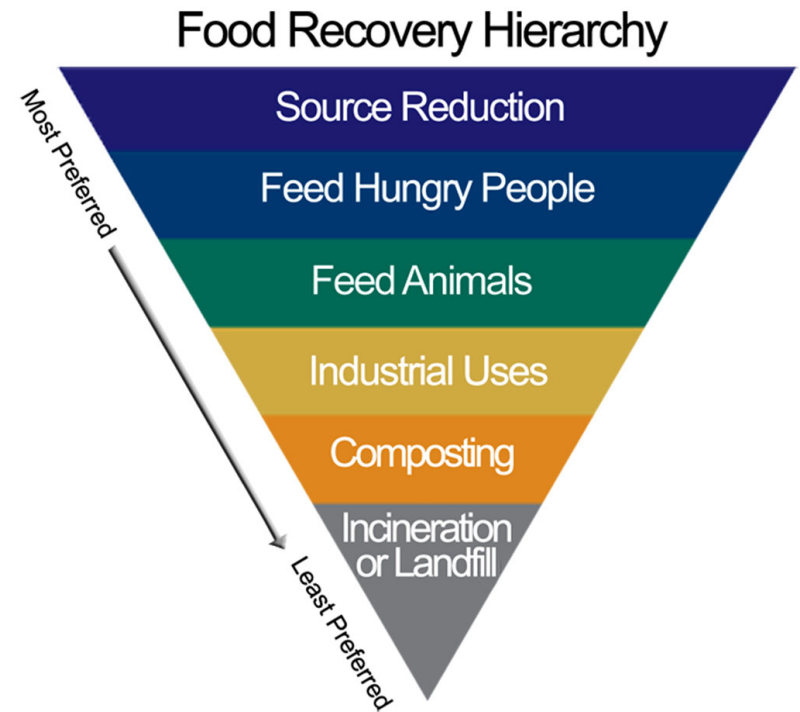 Food Recovery Hierarchy
Most Preferred
Source Reduction
Feed Hungry People
Feed Animals
Industrial Uses
Composting
Incineration
or Landfill
Least Preferred